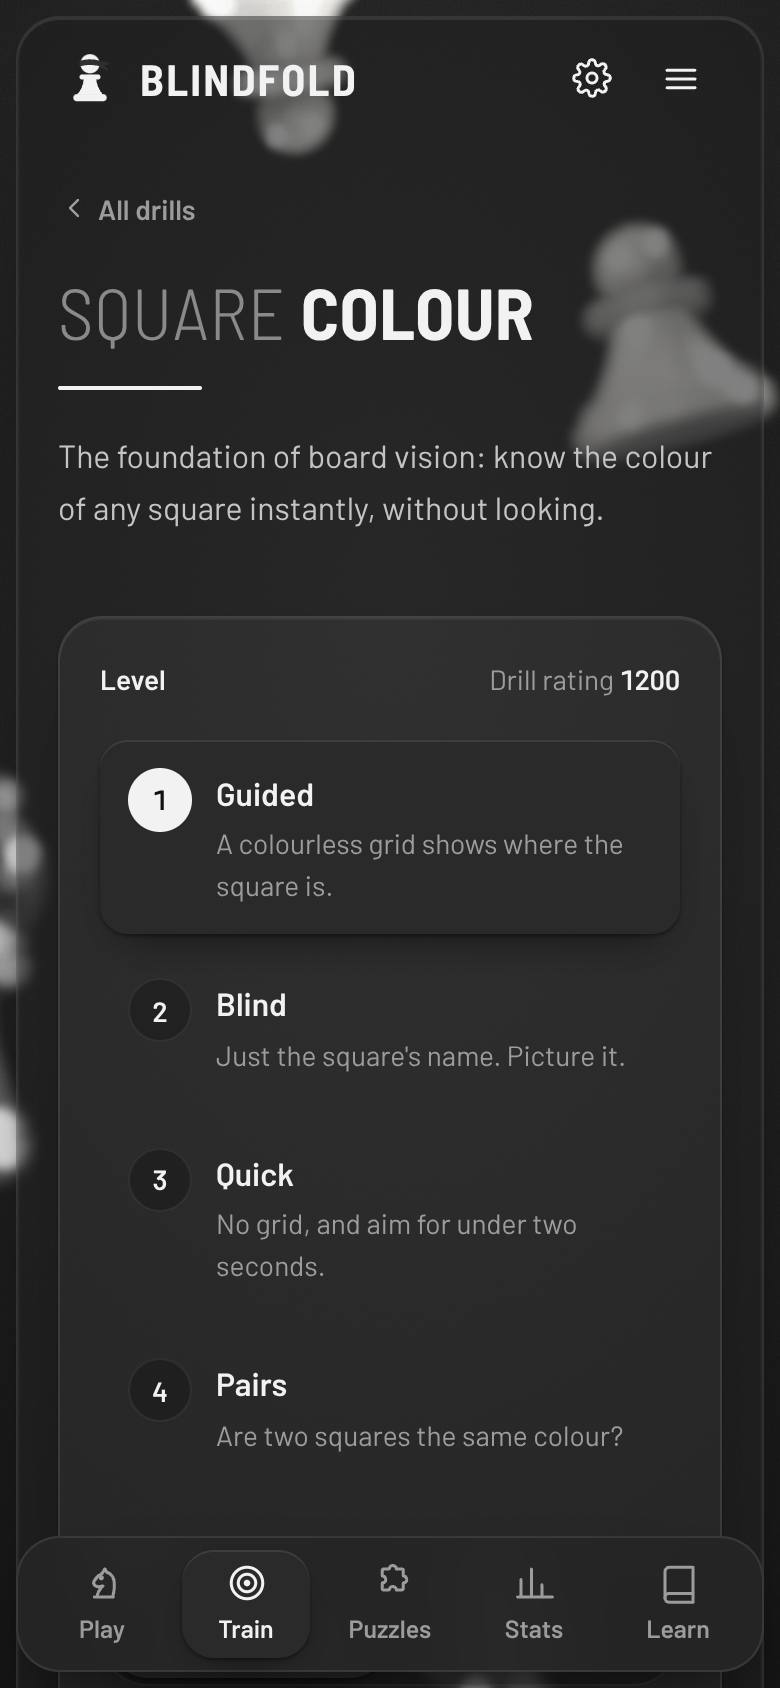 BLINDFOLD
All drills
SQUARE COLOUR
The foundation of board vision: know the colour
of any square instantly, without looking.
Level Drill rating 1200
1 Guided
A colourless grid shows where the
square is.
2 Blind
Just the square's name. Picture it.
3 Quick
No grid, and aim for under two
seconds.
4 Pairs
Are two squares the same colour?
Play Train Puzzles Stats Learn